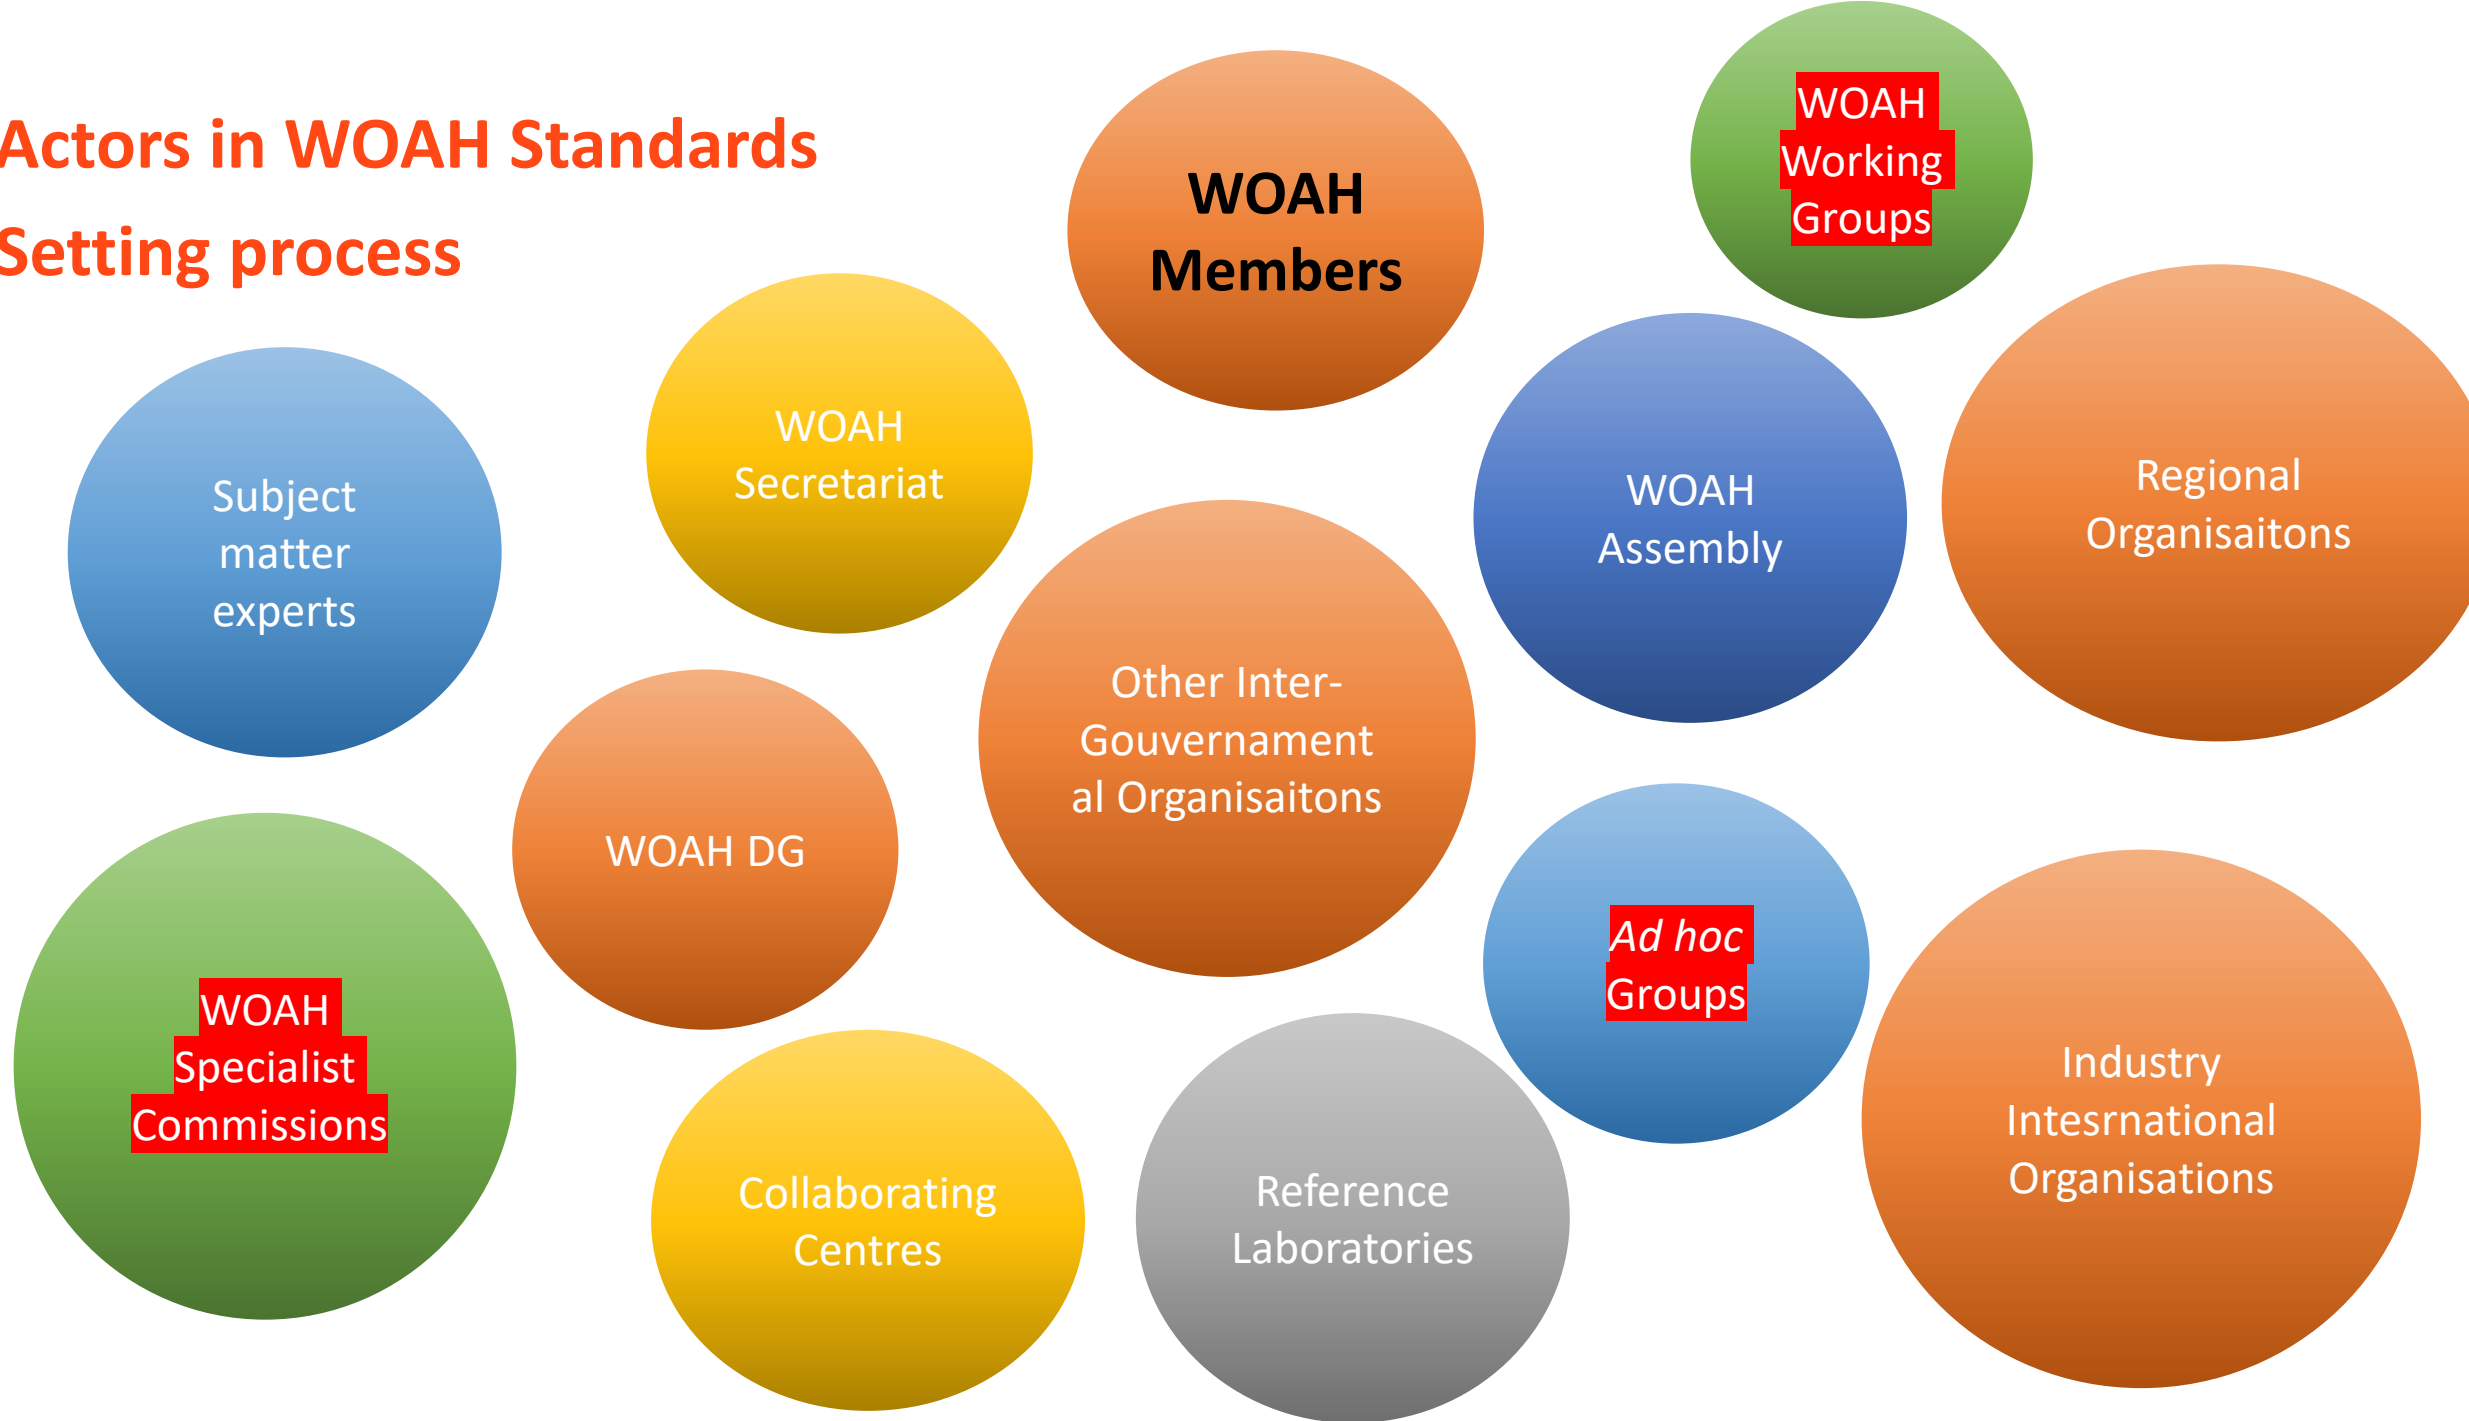 Actors in WOAH Standards
Setting process
WOAH
Members
WOAH
Working
Groups
Subject
matter
experts
WOAH
Secretariat
WOAH
Assembly
Regional
Organisaitons
Other Inter-
Gouvernament
al Organisaitons
WOAH DG
Ad hoc
Groups
WOAH
Specialist
Commissions
Collaborating
Centres
Reference
Laboratories
Industry
Intesrnational
Organisations